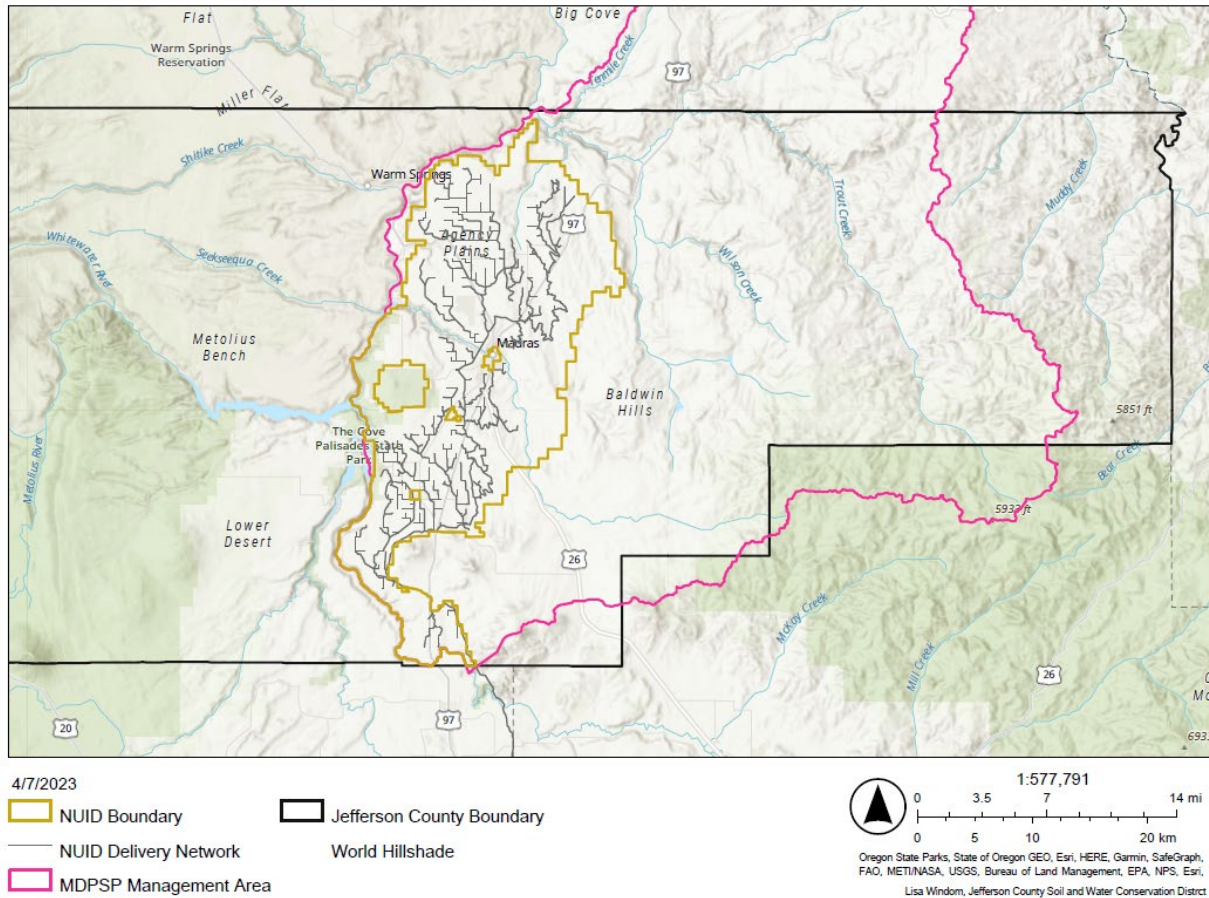 Flat
Big Cove
Warm Springs
Reservation
Tenmile Creek
97
Miller Flat
Shitike Creek
Warm Springs
Trout Creek
Muddy Creek
97
Agency
Plains
Whitewater River
Seekseequa Creek
Wilson Creek
Metolius
Bench
Madras
Baldwin
Hills
5851 ft
The Cove
Palisades State
Park
Bear Creek
Metolius River
5933 ft
Lower
Desert
97
26
McKay Creek
Mill Creek
26
20
97
4/7/2023
NUID Boundary
NUID Delivery Network
MDPSP Management Area
Jefferson County Boundary
World Hillshade
1:577,791
0 3.5 7 14 mi
0 5 10 20 km
Oregon State Parks, State of Oregon GEO, Esri, HERE, Garmin, SafeGraph,
FAO, METI/NASA, USGS, Bureau of Land Management, EPA, NPS, Esri,
Lisa Windom, Jefferson County Soil and Water Conservation Distrct